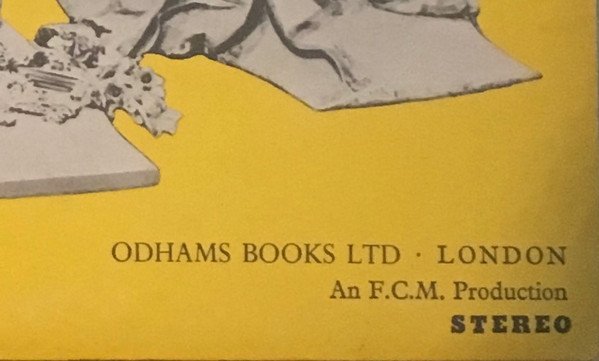 ODHAMS BOOKS LTD · LONDON
An F.C.M. Production
STEREO